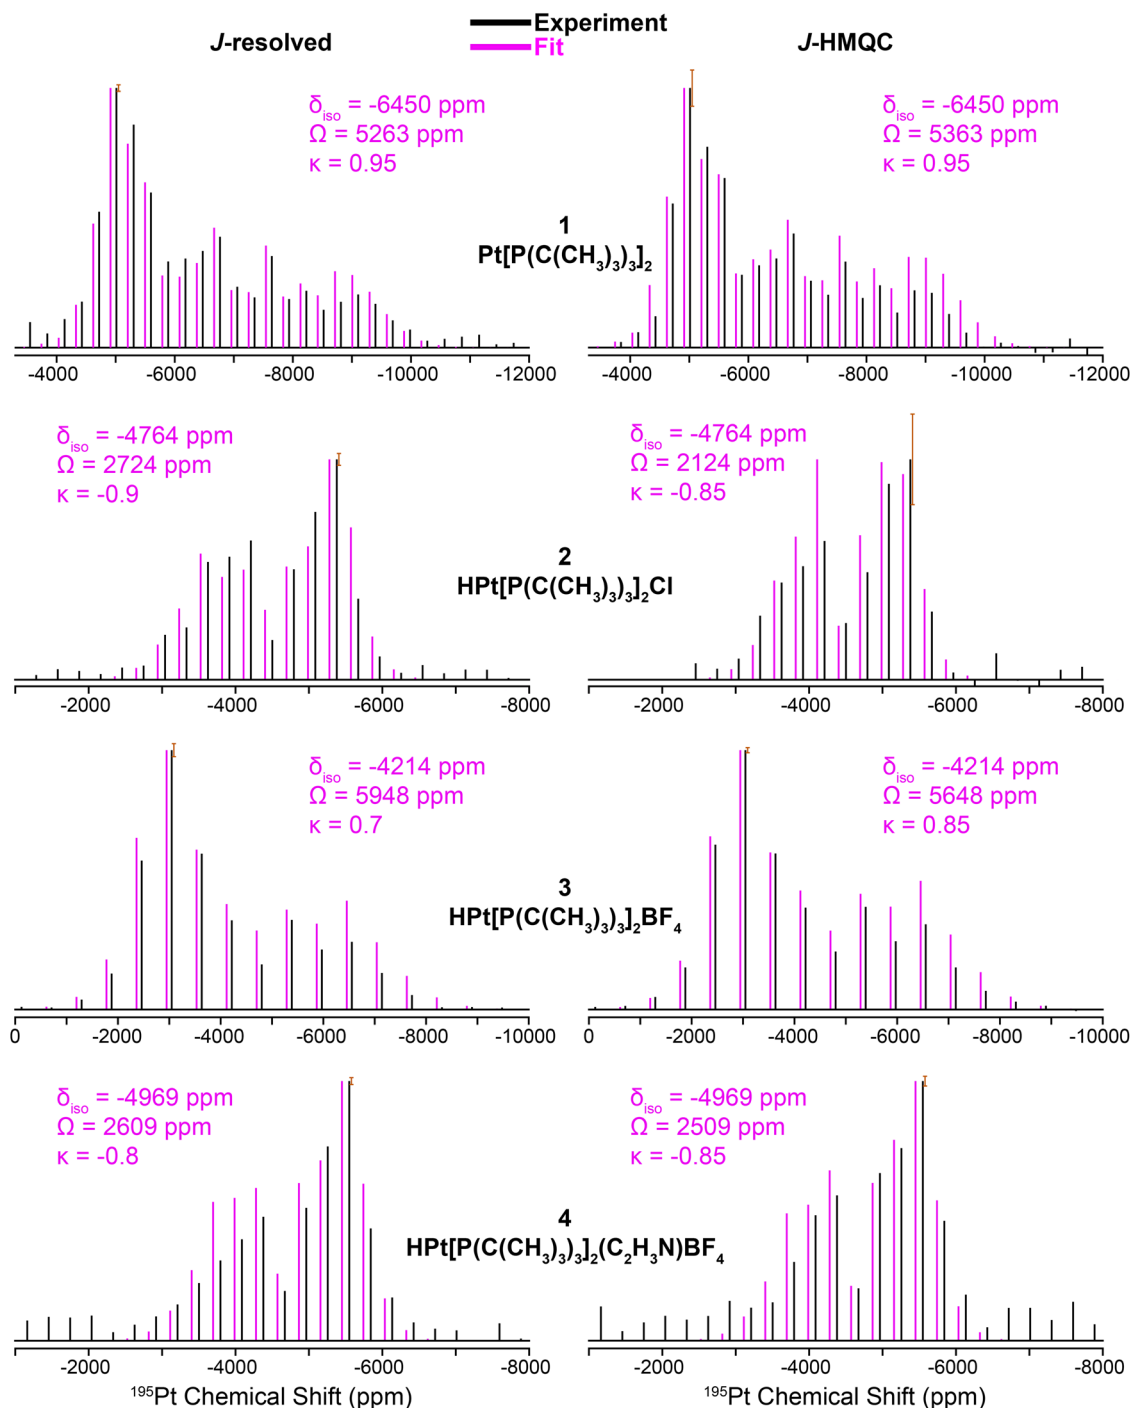 J-resolved
Experiment
Fit
J-HMQC
δiso = -6450 ppm
Ω = 5263 ppm
κ = 0.95
δiso = -6450 ppm
Ω = 5363 ppm
κ = 0.95
1
Pt[P(C(CH3)3)3]2
-4000 -6000 -8000 -10000 -12000
-4000 -6000 -8000 -10000 -12000
δiso = -4764 ppm
Ω = 2724 ppm
κ = -0.9
δiso = -4764 ppm
Ω = 2124 ppm
κ = -0.85
2
HPt[P(C(CH3)3)3]2Cl
-2000 -4000 -6000 -8000
-2000 -4000 -6000 -8000
δiso = -4214 ppm
Ω = 5948 ppm
κ = 0.7
δiso = -4214 ppm
Ω = 5648 ppm
κ = 0.85
3
HPt[P(C(CH3)3)3]2BF4
0 -2000 -4000 -6000 -8000 -10000
0 -2000 -4000 -6000 -8000 -10000
δiso = -4969 ppm
Ω = 2609 ppm
κ = -0.8
δiso = -4969 ppm
Ω = 2509 ppm
κ = -0.85
4
HPt[P(C(CH3)3)3]2(C2H3N)BF4
-2000 -4000 -6000 -8000
-2000 -4000 -6000 -8000
195Pt Chemical Shift (ppm)
195Pt Chemical Shift (ppm)